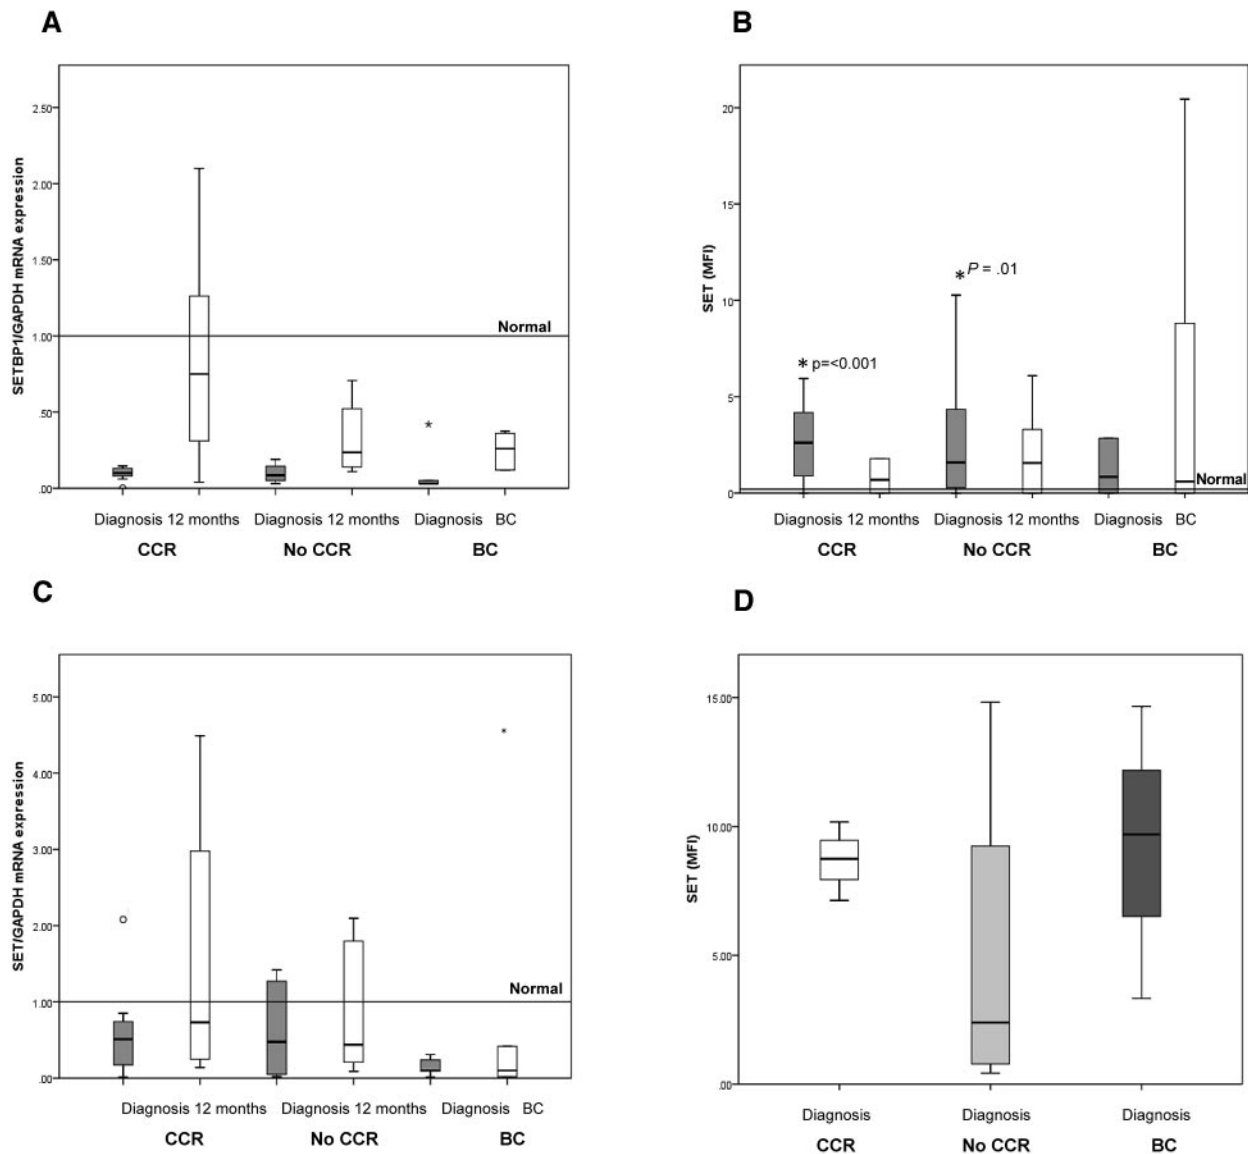 A
SETBP1/GAPDH mRNA expression
2.50
2.00
1.50
1.00
.50
.00
Normal
*
Diagnosis 12 months Diagnosis 12 months Diagnosis BC
CCR No CCR BC
B
SET (MFI)
20
15
10
5
0
* p=<0.001
* P = .01
Normal
Diagnosis 12 months Diagnosis 12 months Diagnosis BC
CCR No CCR BC
C
SET/GAPDH mRNA expression
5.00
4.00
3.00
2.00
1.00
.00
*
Normal
Diagnosis 12 months Diagnosis 12 months Diagnosis BC
CCR No CCR BC
D
SET (MFI)
15.00
10.00
5.00
.00
Diagnosis Diagnosis Diagnosis
CCR No CCR BC